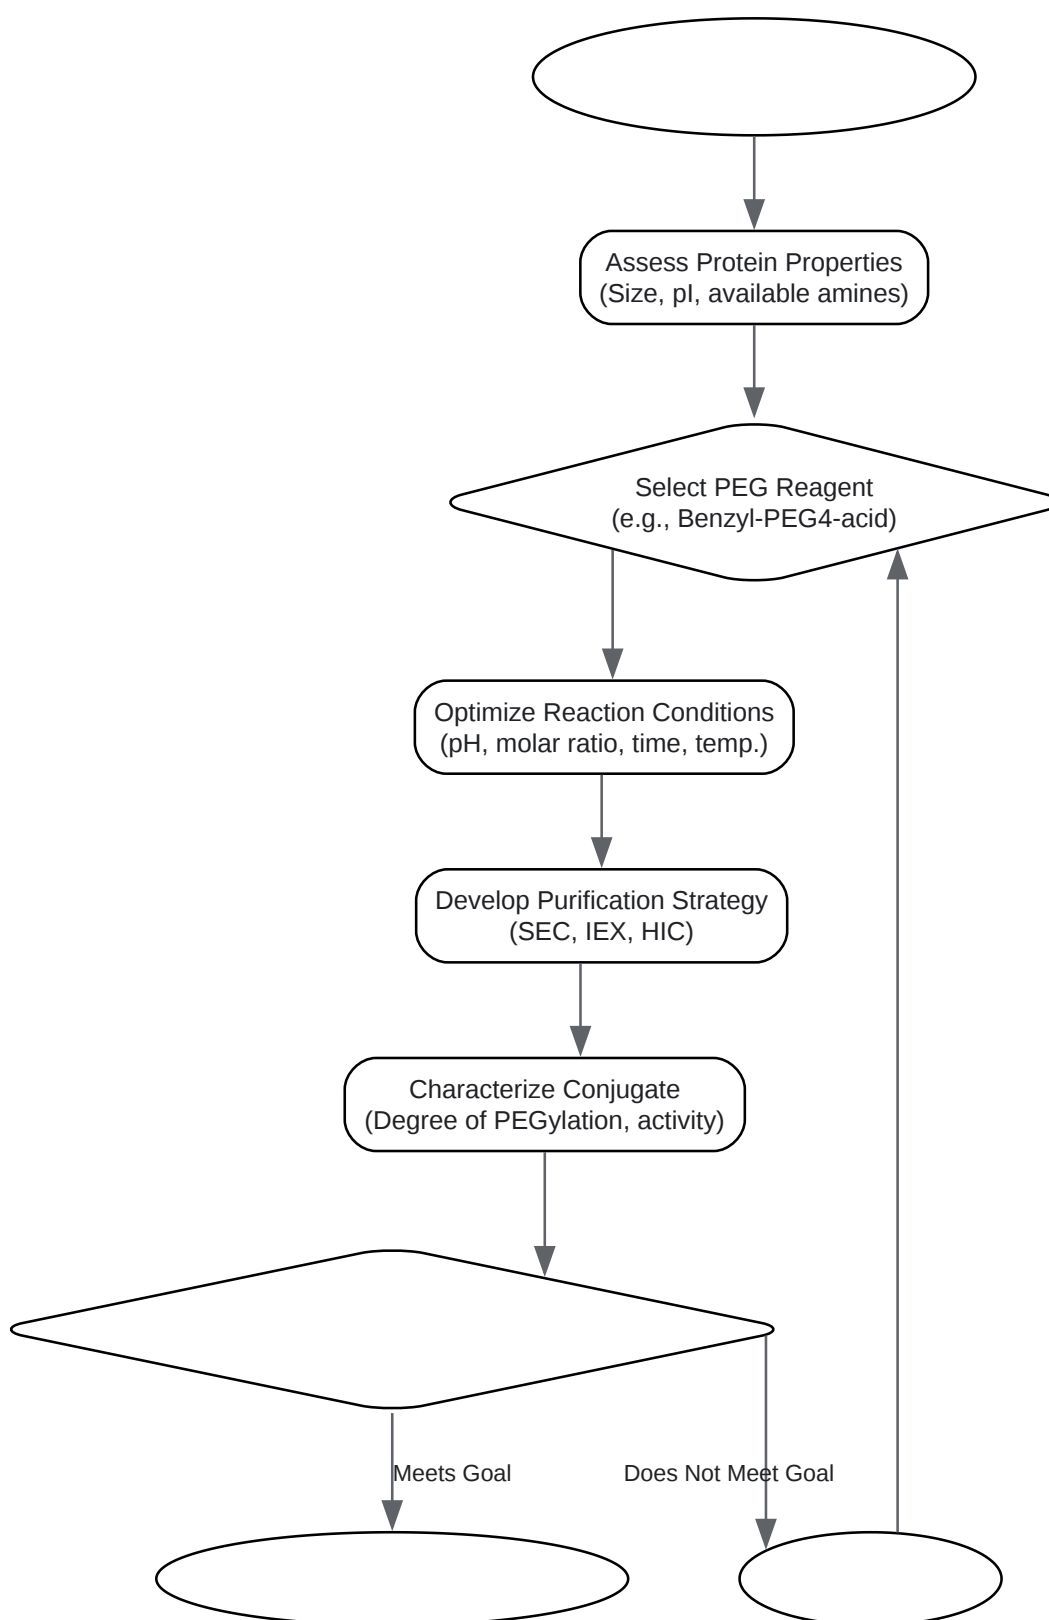 Assess Protein Properties
(Size, pI, available amines)
Select PEG Reagent
(e.g., Benzyl-PEG4-acid)
Optimize Reaction Conditions
(pH, molar ratio, time, temp.)
Develop Purification Strategy
(SEC, IEX, HIC)
Characterize Conjugate
(Degree of PEGylation, activity)
Meets Goal
Does Not Meet Goal